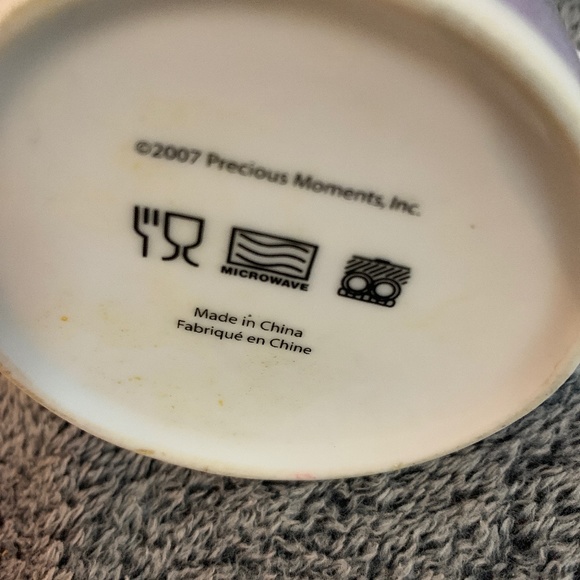 ©2007 Precious Moments, Inc.
MICROWAVE
Made in China
Fabriqué en Chine